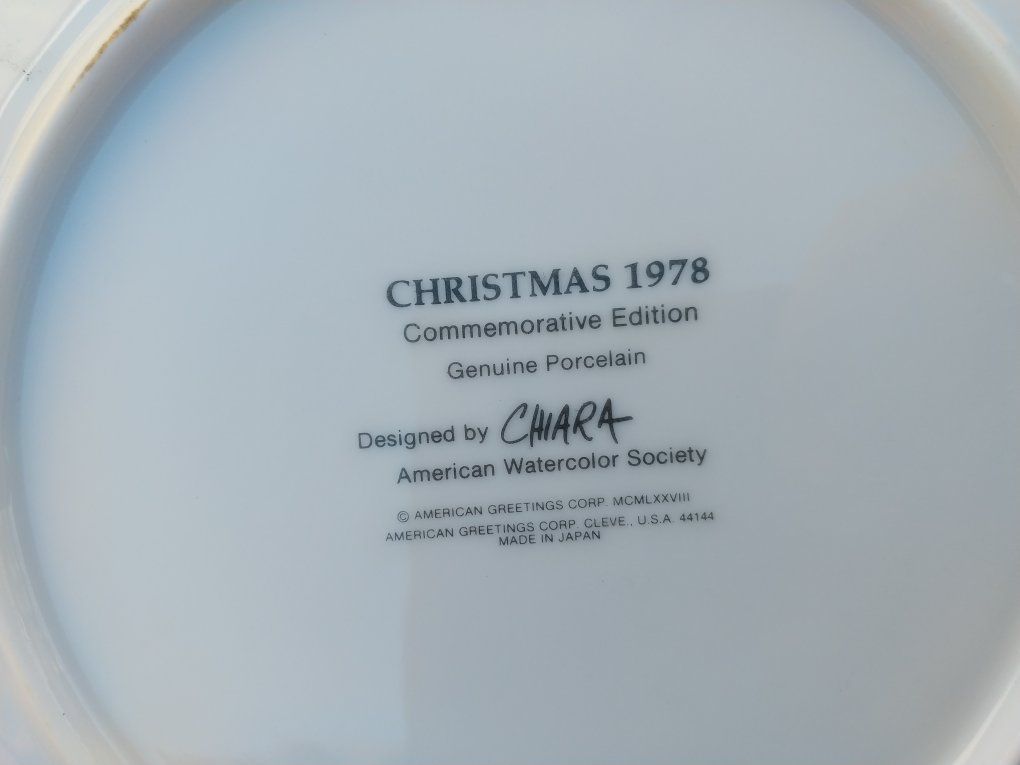 CHRISTMAS 1978
Commemorative Edition
Genuine Porcelain
Designed by CHIARA
American Watercolor Society
© AMERICAN GREETINGS CORP. MCMLXXVIII
AMERICAN GREETINGS CORP. CLEVE., U.S.A. 44144
MADE IN JAPAN